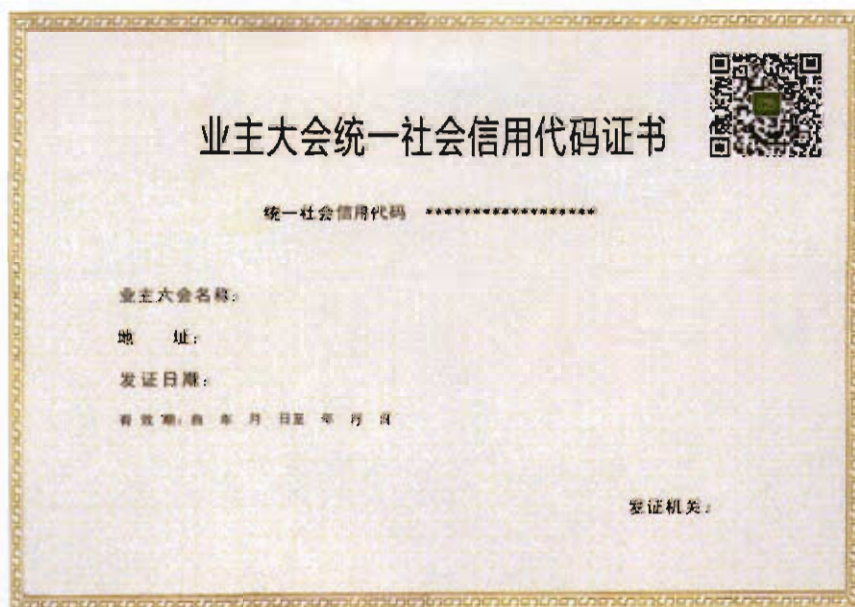 业主大会统一社会信用代码证书
统一社会信用代码 ******************
业主大会名称：
地 址：
发证日期：
有效期：自 年 月 日至 年 月 日
发证机关：